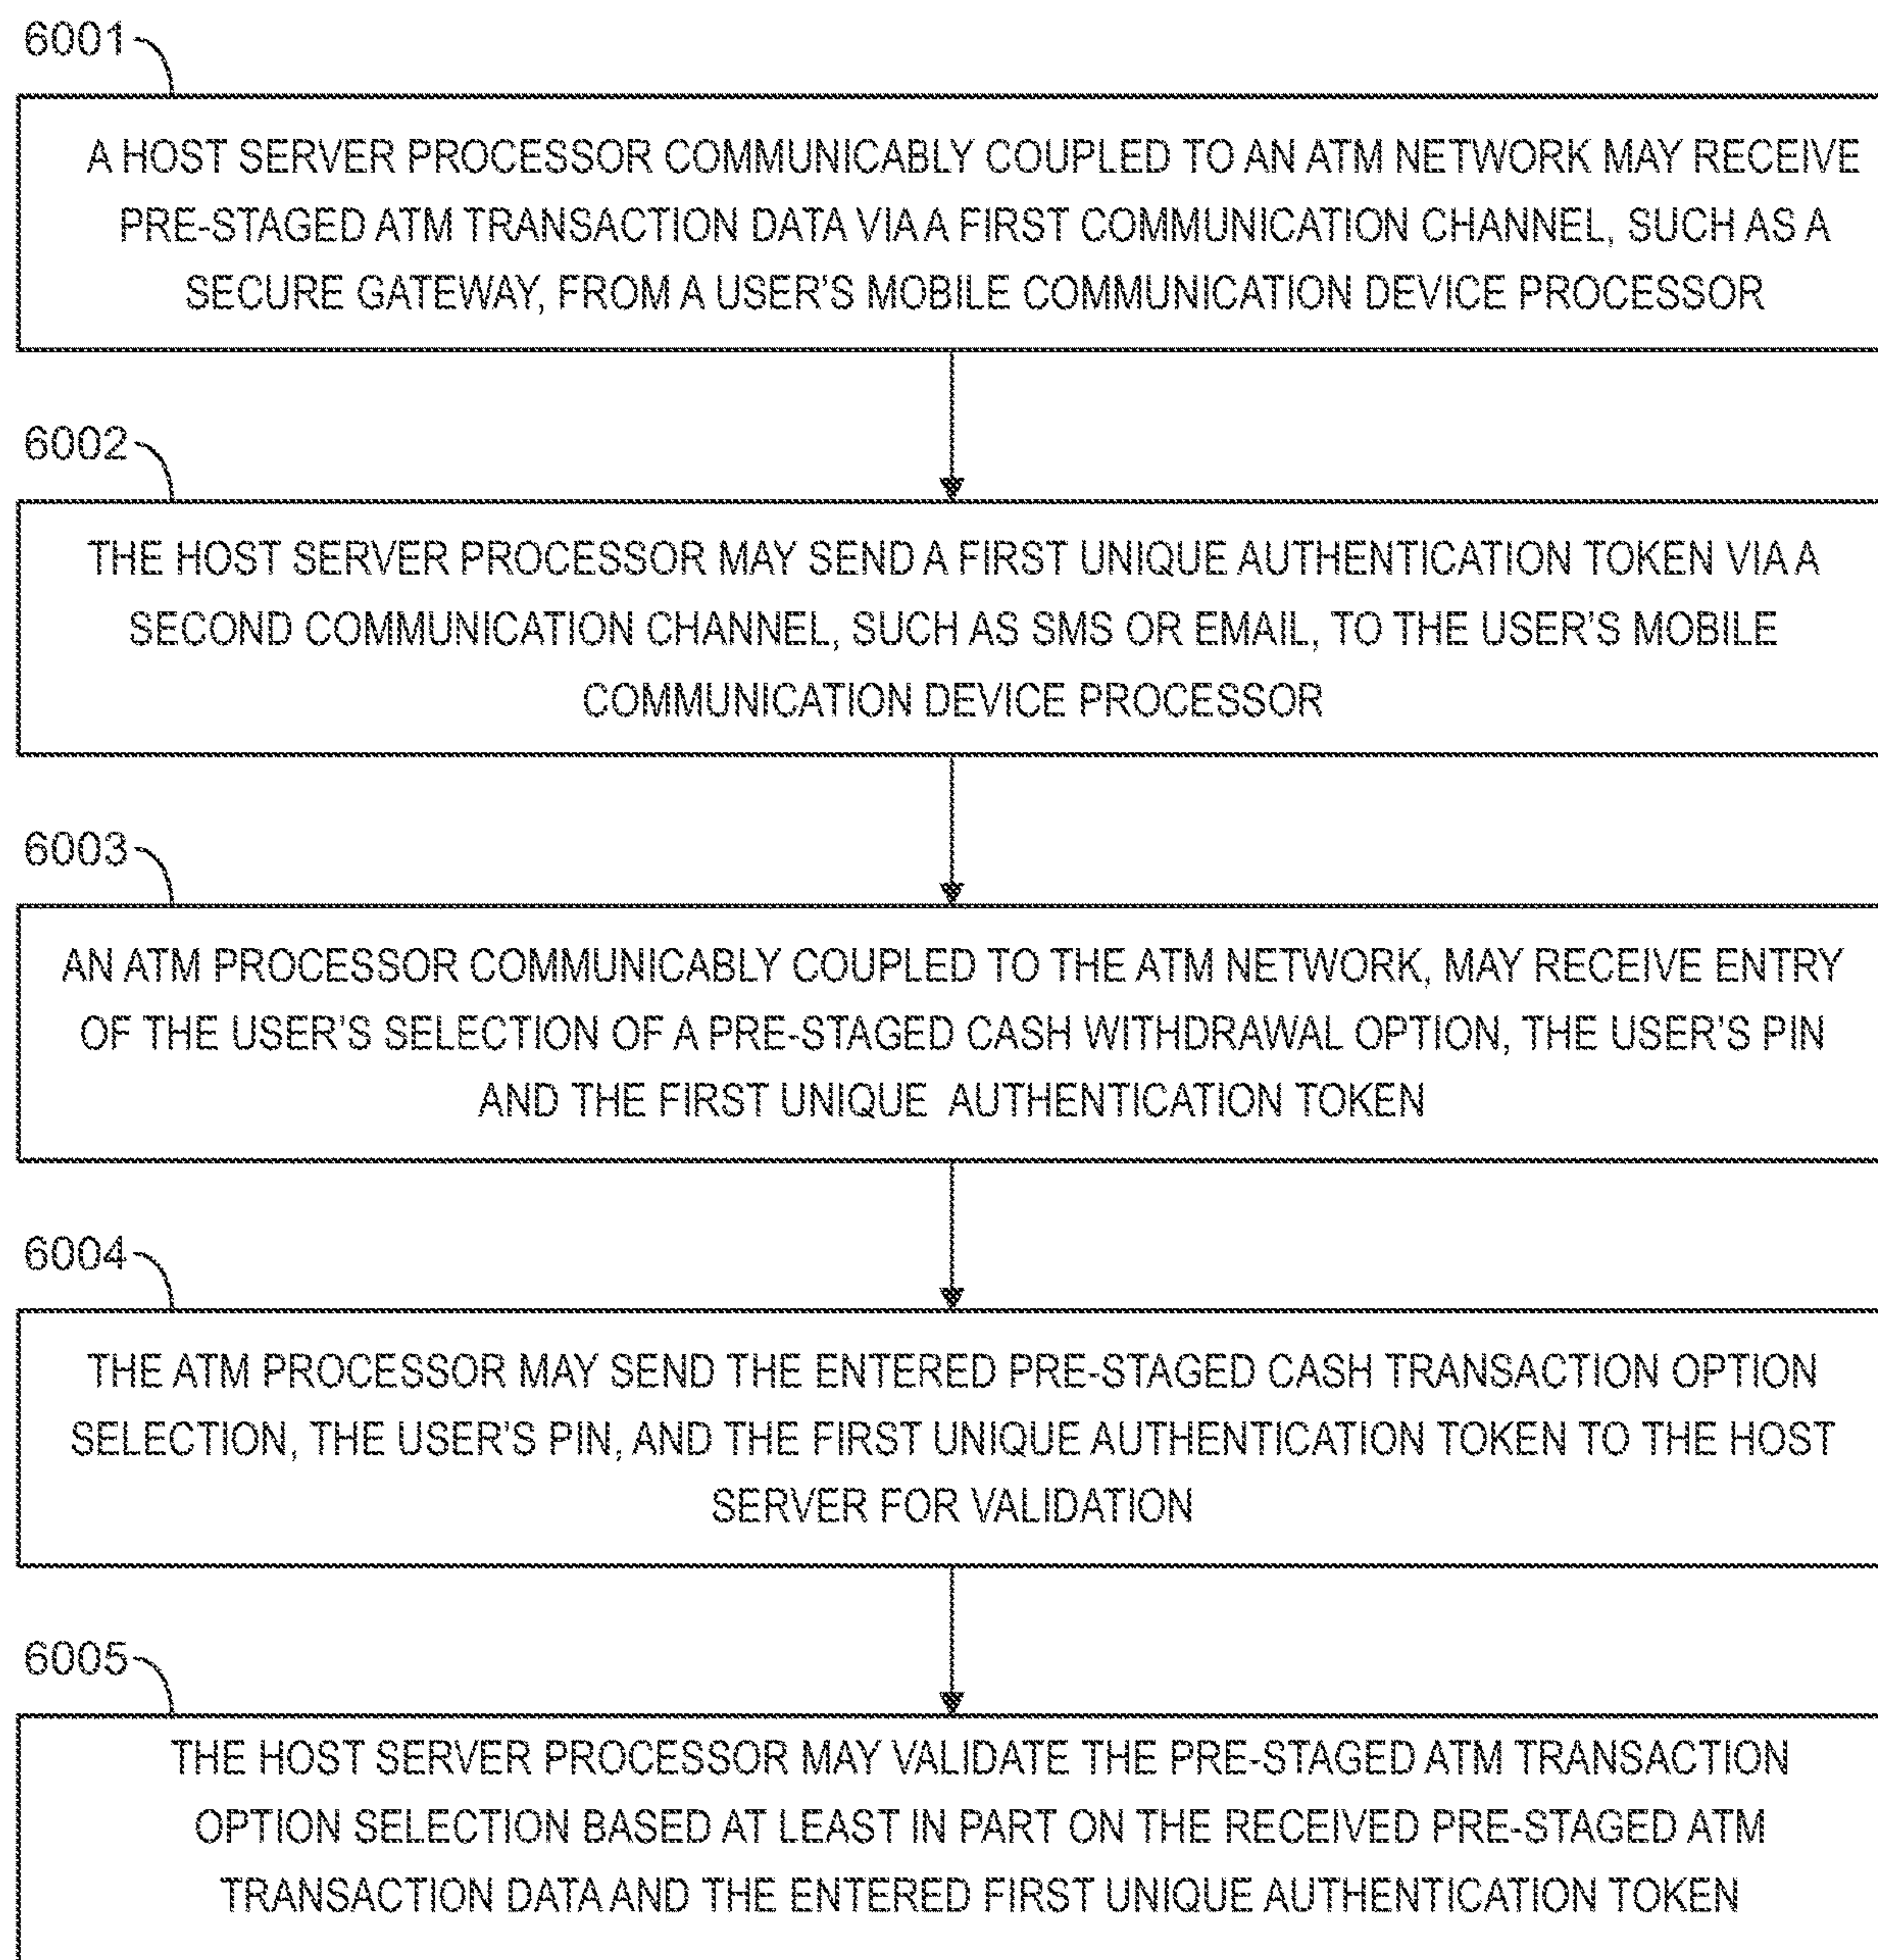 6001
A HOST SERVER PROCESSOR COMMUNICABLY COUPLED TO AN ATM NETWORK MAY RECEIVE
PRE-STAGED ATM TRANSACTION DATA VIA A FIRST COMMUNICATION CHANNEL, SUCH AS A
SECURE GATEWAY, FROM A USER'S MOBILE COMMUNICATION DEVICE PROCESSOR
6002
THE HOST SERVER PROCESSOR MAY SEND A FIRST UNIQUE AUTHENTICATION TOKEN VIA A
SECOND COMMUNICATION CHANNEL, SUCH AS SMS OR EMAIL, TO THE USER'S MOBILE
COMMUNICATION DEVICE PROCESSOR
6003
AN ATM PROCESSOR COMMUNICABLY COUPLED TO THE ATM NETWORK, MAY RECEIVE ENTRY
OF THE USER'S SELECTION OF A PRE-STAGED CASH WITHDRAWAL OPTION, THE USER'S PIN
AND THE FIRST UNIQUE AUTHENTICATION TOKEN
6004
THE ATM PROCESSOR MAY SEND THE ENTERED PRE-STAGED CASH TRANSACTION OPTION
SELECTION, THE USER'S PIN, AND THE FIRST UNIQUE AUTHENTICATION TOKEN TO THE HOST
SERVER FOR VALIDATION
6005
THE HOST SERVER PROCESSOR MAY VALIDATE THE PRE-STAGED ATM TRANSACTION
OPTION SELECTION BASED AT LEAST IN PART ON THE RECEIVED PRE-STAGED ATM
TRANSACTION DATA AND THE ENTERED FIRST UNIQUE AUTHENTICATION TOKEN